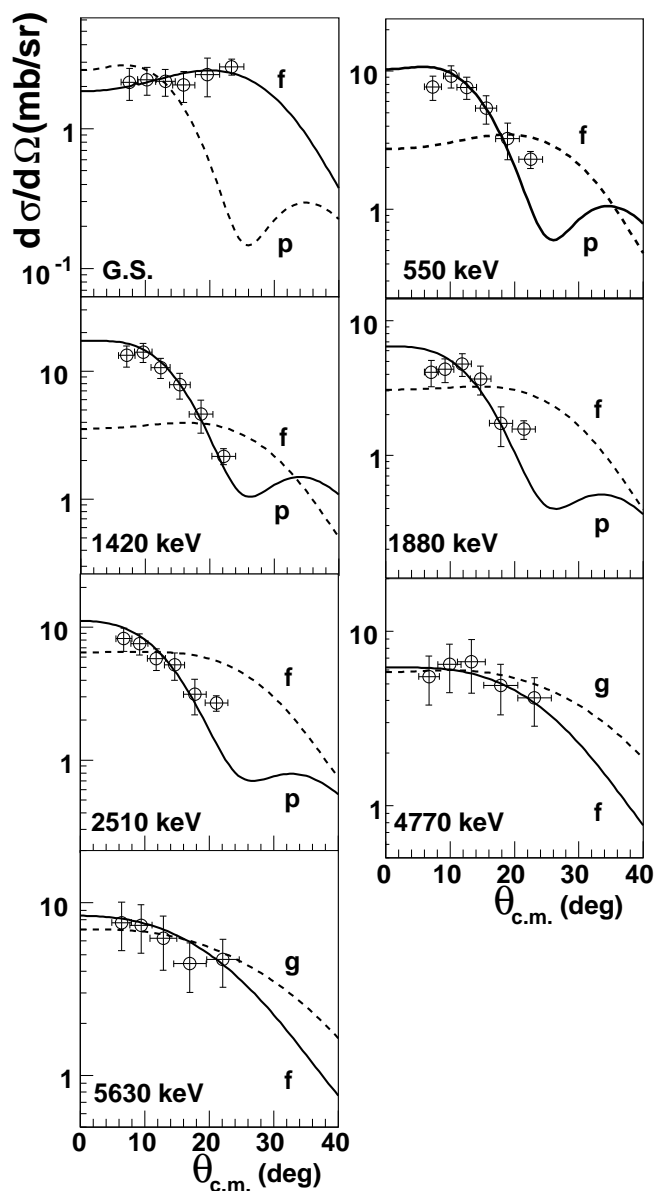 dσ/dΩ(mb/sr)
1
10⁻¹
f
p
G.S.
10
1
f
p
550 keV
10
1
f
p
1420 keV
10
1
f
p
1880 keV
10
1
f
p
2510 keV
10
1
g
f
4770 keV
0 10 20 30 40
θc.m. (deg)
10
1
g
f
5630 keV
0 10 20 30 40
θc.m. (deg)